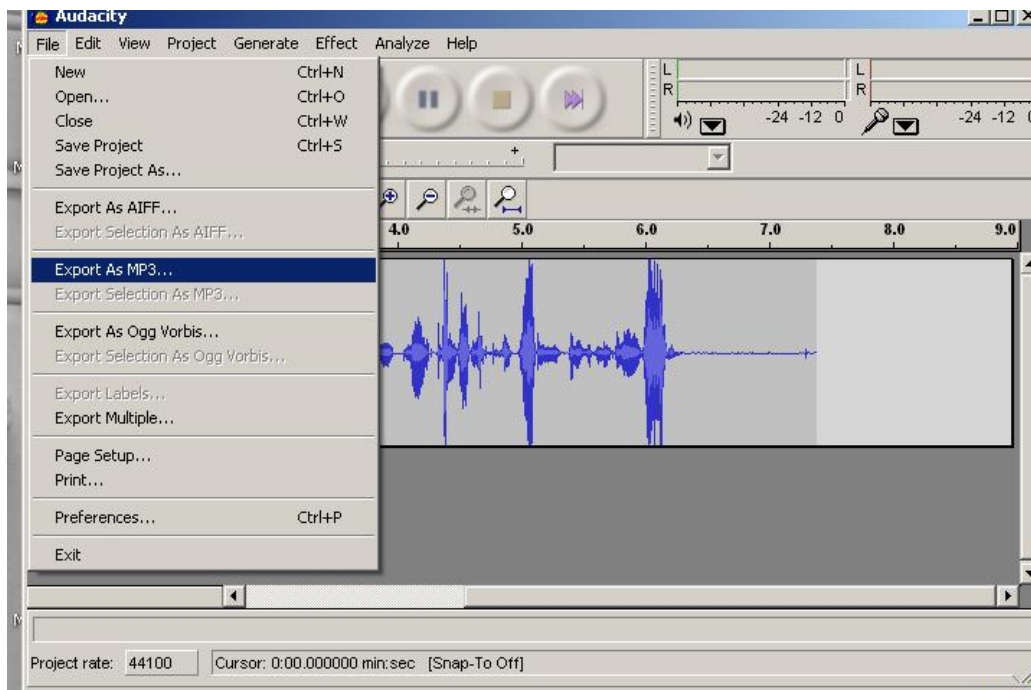 Audacity
File Edit View Project Generate Effect Analyze Help
New Ctrl+N
Open... Ctrl+O
Close Ctrl+W
Save Project Ctrl+S
Save Project As...
Export As AIFF...
Export Selection As AIFF...
Export As MP3...
Export Selection As MP3...
Export As Ogg Vorbis...
Export Selection As Ogg Vorbis...
Export Labels...
Export Multiple...
Page Setup...
Print...
Preferences... Ctrl+P
Exit
L L
R R
-24 -12 0 -24 -12
+
4.0 5.0 6.0 7.0 8.0 9.0
Project rate: 44100 Cursor: 0:00.000000 min:sec [Snap-To Off]